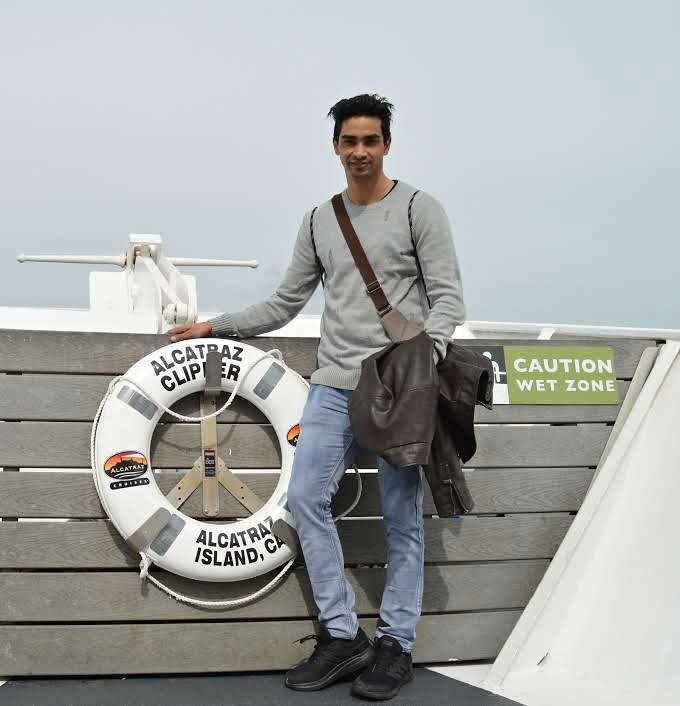 ALCATRAZ
CLIPPER
ALCATRAZ
CRUISES
ALCATRAZ
ISLAND, CA
CAUTION
WET ZONE